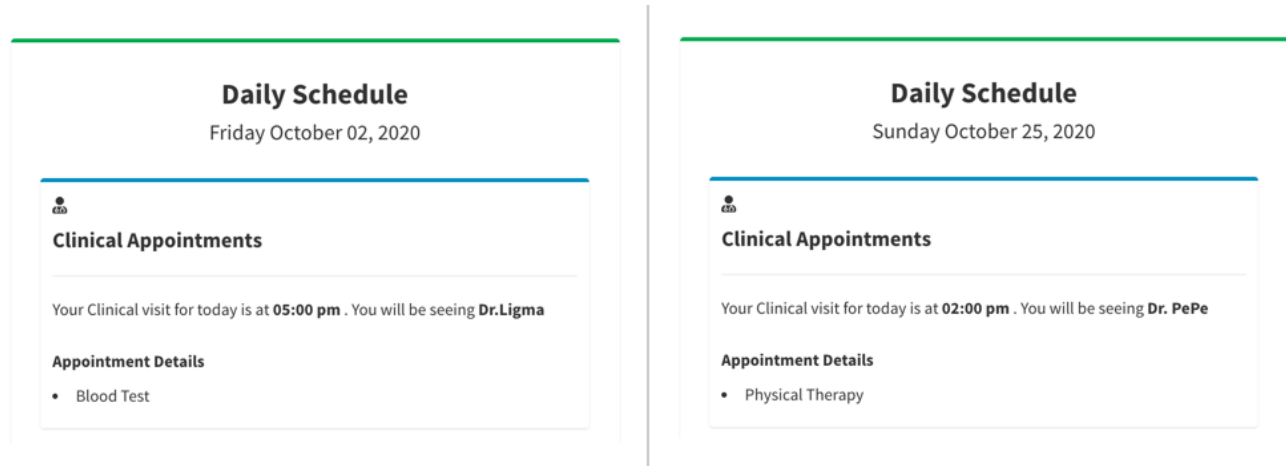 Daily Schedule
Friday October 02, 2020
Clinical Appointments
Your Clinical visit for today is at 05:00 pm . You will be seeing Dr.Ligma
Appointment Details
• Blood Test
Daily Schedule
Sunday October 25, 2020
Clinical Appointments
Your Clinical visit for today is at 02:00 pm . You will be seeing Dr. PePe
Appointment Details
• Physical Therapy